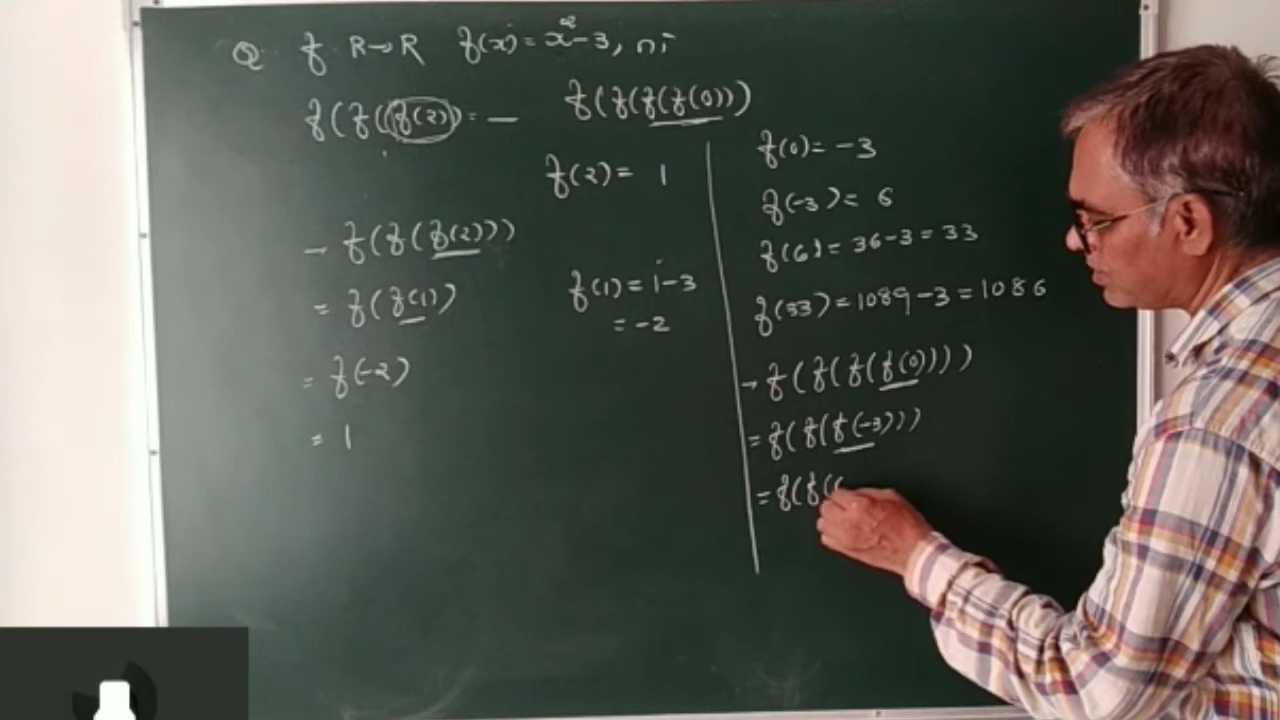 Q f R→R f(x) = x²-3,
f(f(f(2)) = —
f(f(f(f(0)))
f(2) = 1
→ f(f(f(2)))
= f(f(1))
f(1) = 1-3
= -2
= f(-2)
= 1
f(0) = -3
f(-3) = 6
f(6) = 36-3 = 33
f(33) = 1089-3 = 1086
→ f(f(f(f(0))))
= f(f(f(-3)))
= f(f(